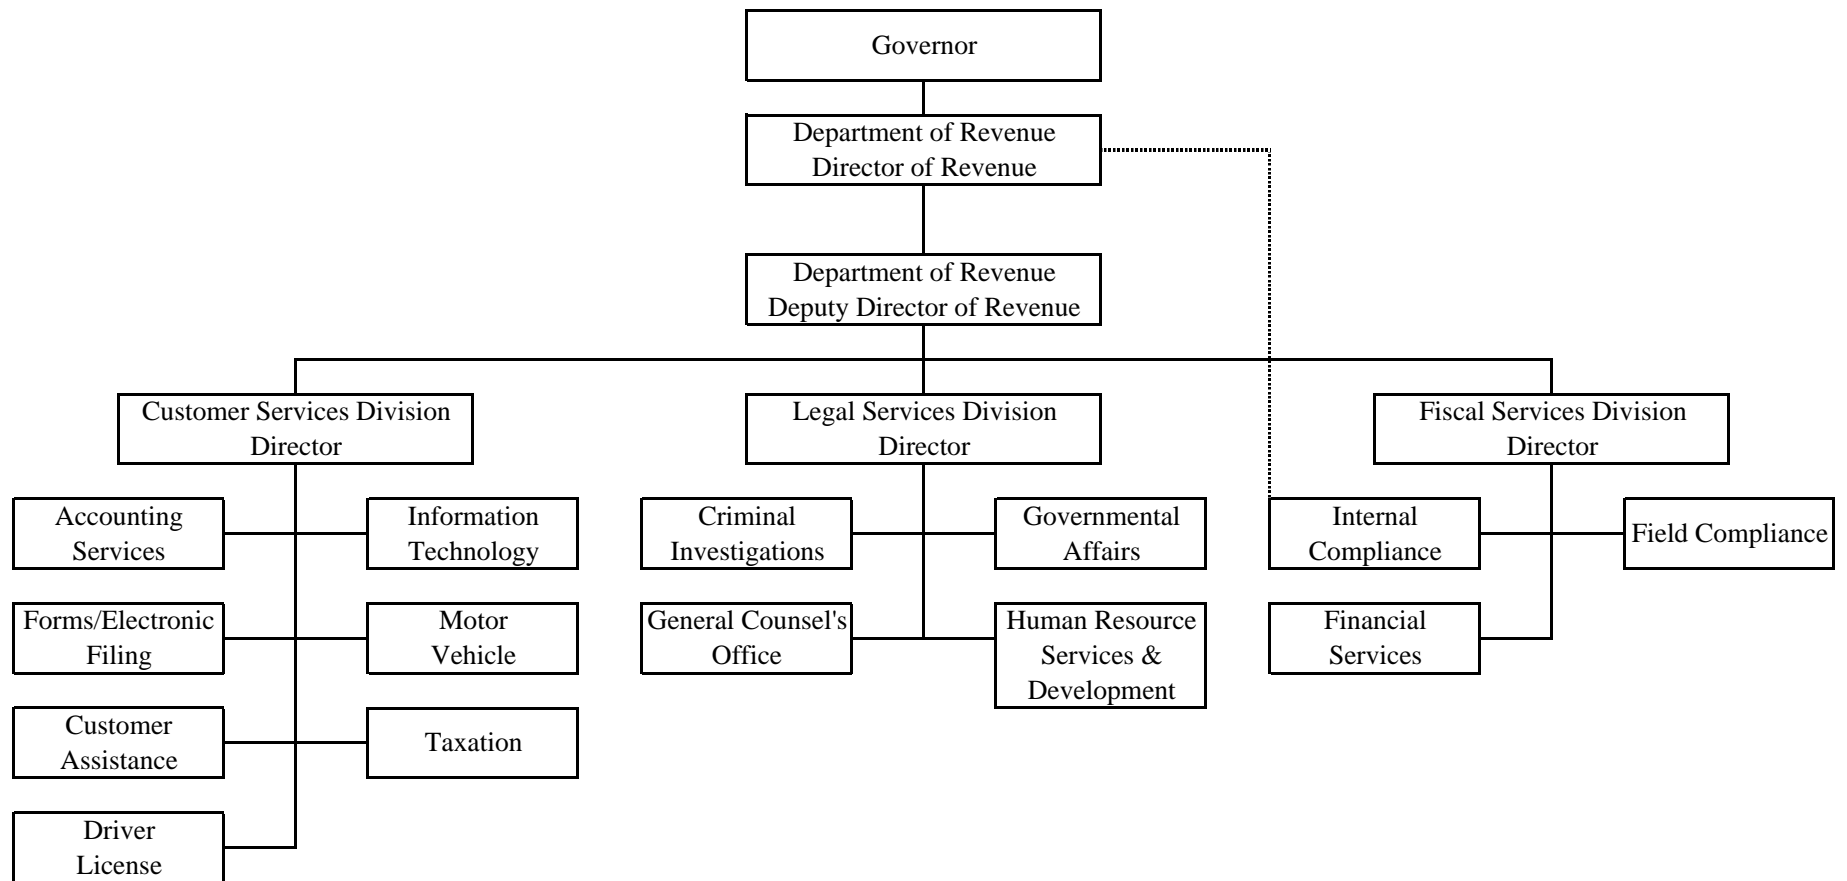 Governor
Department of Revenue
Director of Revenue
Department of Revenue
Deputy Director of Revenue
Customer Services Division
Director
Legal Services Division
Director
Fiscal Services Division
Director
Accounting
Services
Information
Technology
Criminal
Investigations
Governmental
Affairs
Internal
Compliance
Field Compliance
Forms/Electronic
Filing
Motor
Vehicle
General Counsel's
Office
Human Resource
Services &
Development
Financial
Services
Customer
Assistance
Taxation
Driver
License